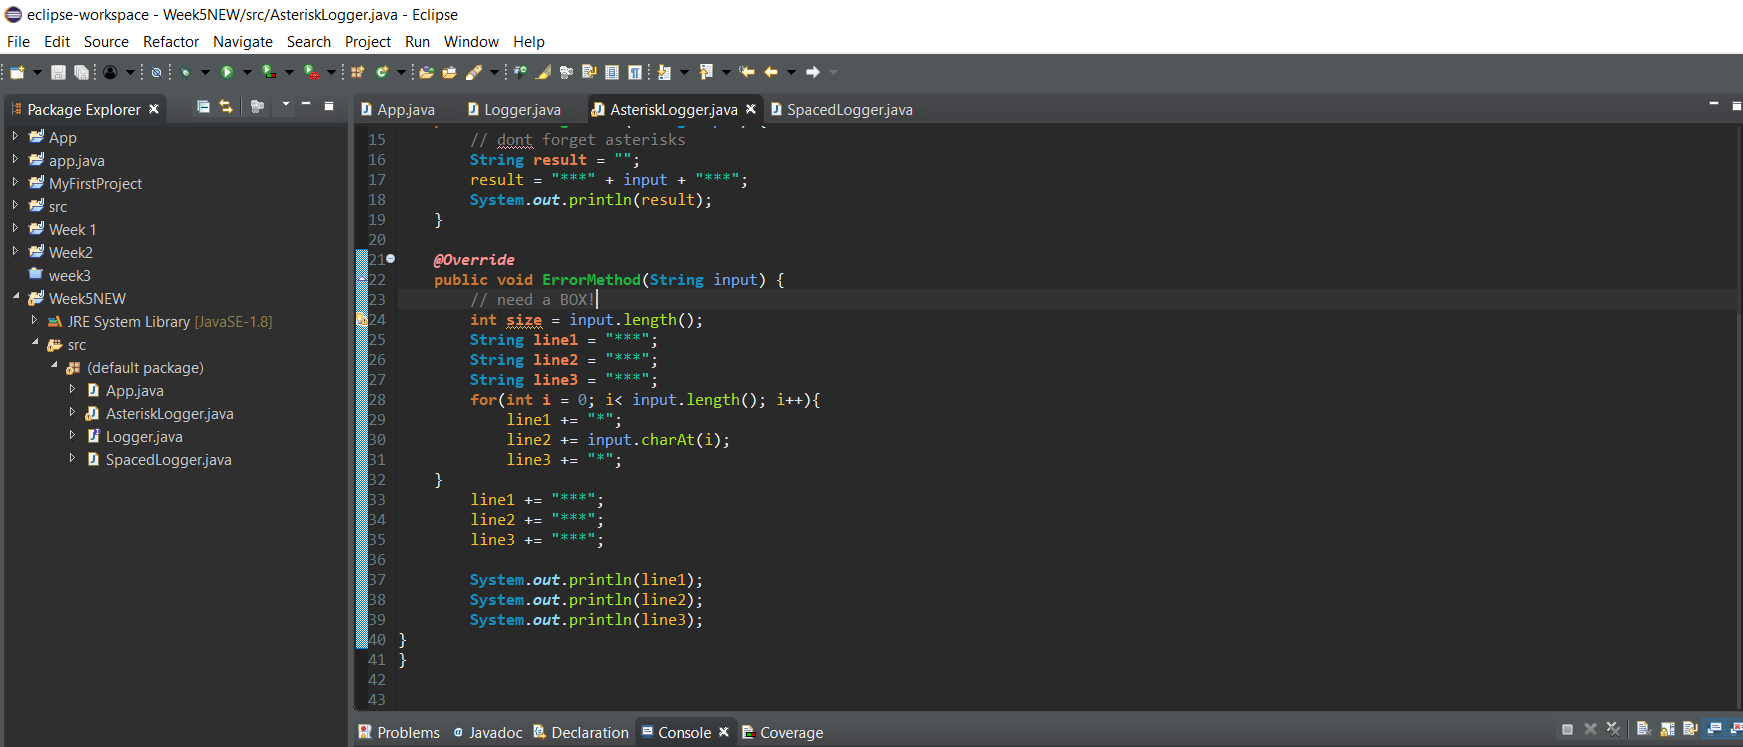 eclipse-workspace - Week5NEW/src/AsteriskLogger.java - Eclipse
File Edit Source Refactor Navigate Search Project Run Window Help
Package Explorer
App
app.java
MyFirstProject
src
Week 1
Week2
week3
Week5NEW
JRE System Library [JavaSE-1.8]
src
(default package)
App.java
AsteriskLogger.java
Logger.java
SpacedLogger.java
App.java Logger.java AsteriskLogger.java SpacedLogger.java
15 // dont forget asterisks
16 String result = "";
17 result = "***" + input + "***";
18 System.out.println(result);
19 }
20
21 @Override
22 public void ErrorMethod(String input) {
23 // need a BOX!
24 int size = input.length();
25 String line1 = "***";
26 String line2 = "***";
27 String line3 = "***";
28 for(int i = 0; i< input.length(); i++){
29 line1 += "*";
30 line2 += input.charAt(i);
31 line3 += "*";
32 }
33 line1 += "***";
34 line2 += "***";
35 line3 += "***";
36
37 System.out.println(line1);
38 System.out.println(line2);
39 System.out.println(line3);
40 }
41 }
42
43
Problems @ Javadoc Declaration Console Coverage